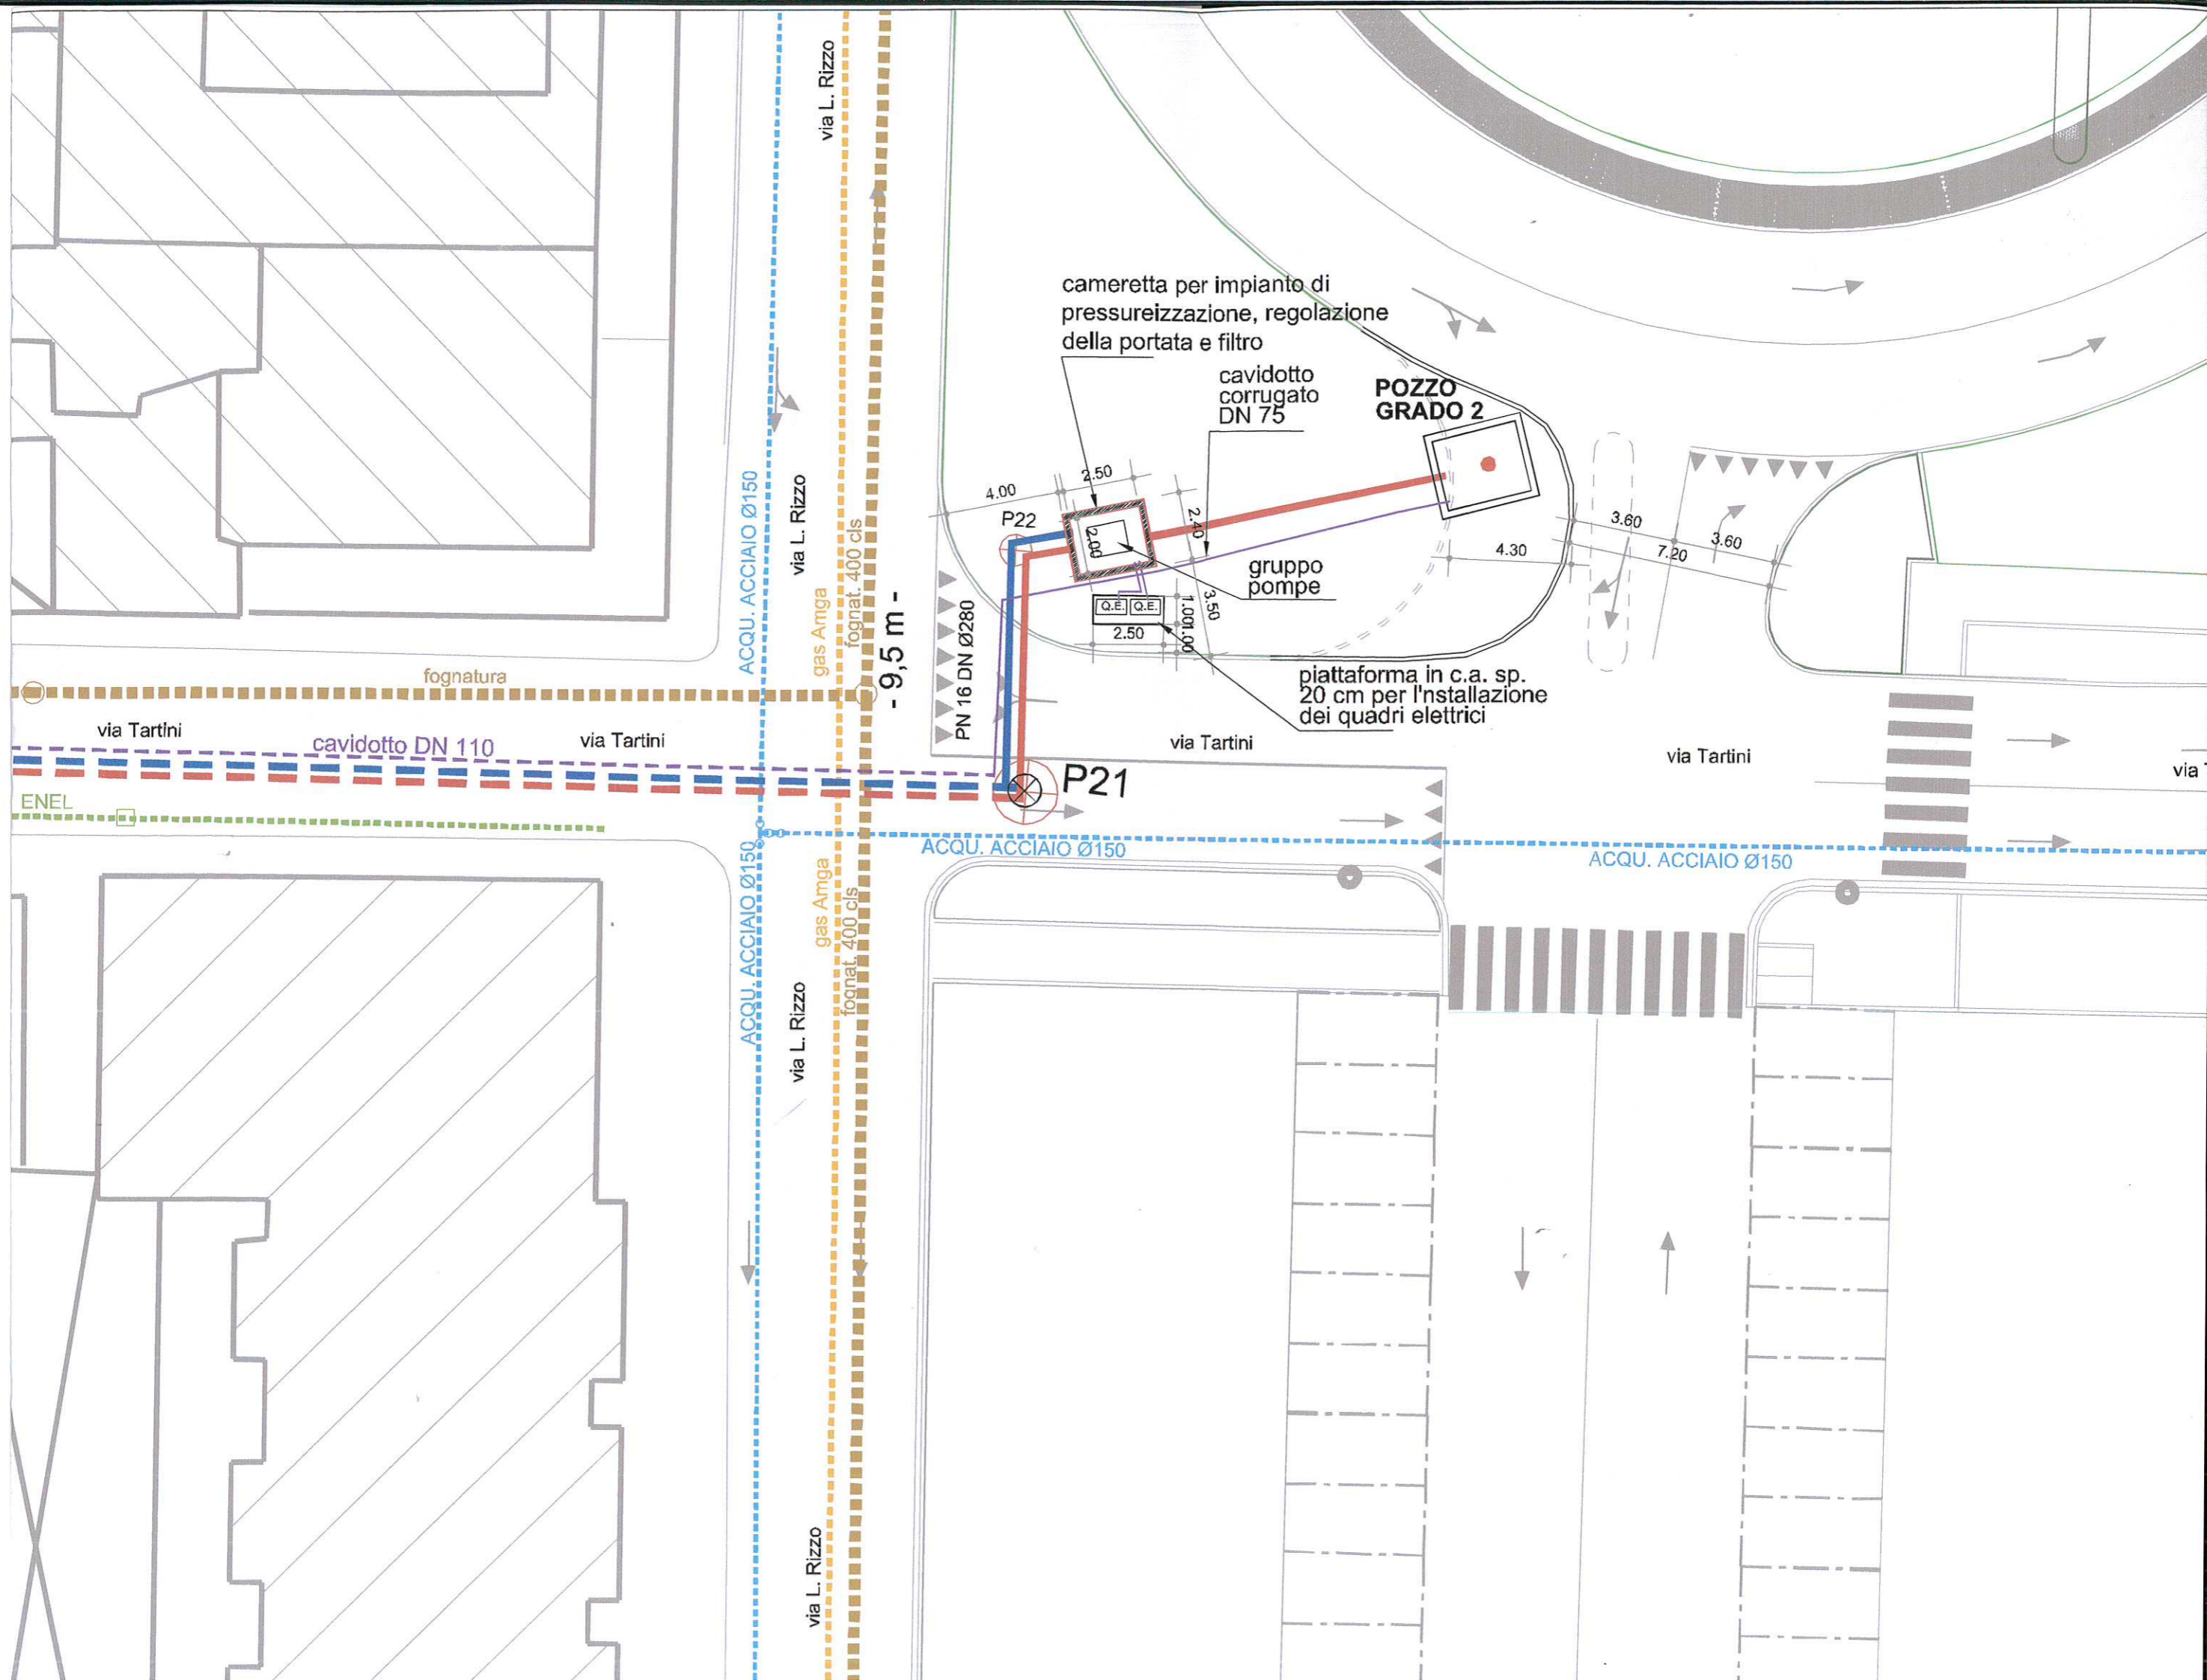 via L. Rizzo
cameretta per impianto di
pressureizzazione, regolazione
della portata e filtro
cavidotto
corrugato
DN 75
POZZO
GRADO 2
ACQU. ACCIAIO Ø150
via L. Rizzo
gas Amga
fognat. 400 cls
- 9,5 m -
4.00
2.50
P22
2.00
2.40
3.50
gruppo
pompe
Q.E.
Q.E.
2.50
1.00
1.00
4.30
3.60
7.20
3.60
PN 16 DN Ø280
piattaforma in c.a. sp.
20 cm per l'nstallazione
dei quadri elettrici
fognatura
via Tartini
cavidotto DN 110
via Tartini
via Tartini
via Tartini
via
P21
ENEL
ACQU. ACCIAIO Ø150
ACQU. ACCIAIO Ø150
ACQU. ACCIAIO Ø150
gas Amga
fognat. 400 cls
via L. Rizzo
via L. Rizzo